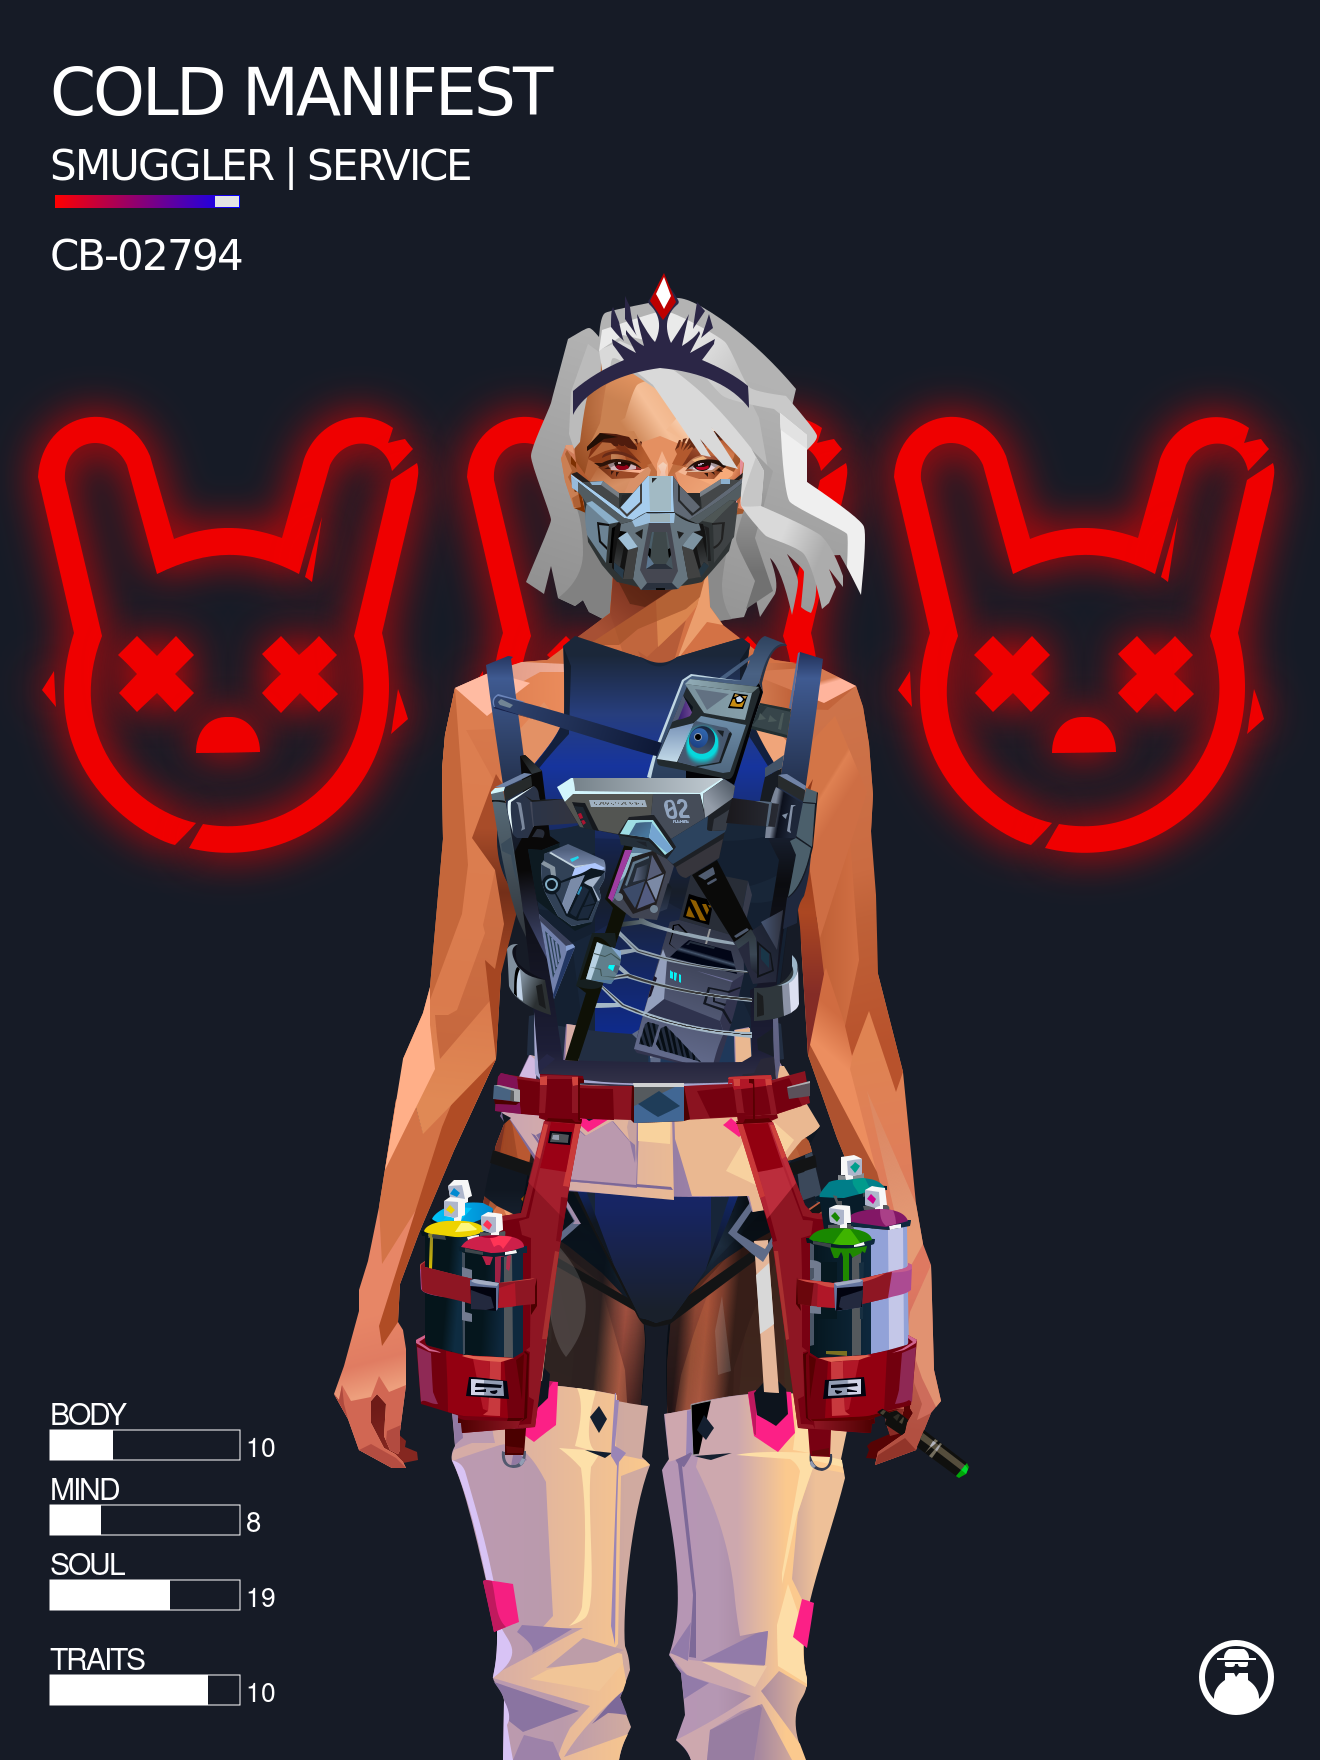 COLD MANIFEST
SMUGGLER | SERVICE
CB-02794
02
BODY
10
MIND
8
SOUL
19
TRAITS
10